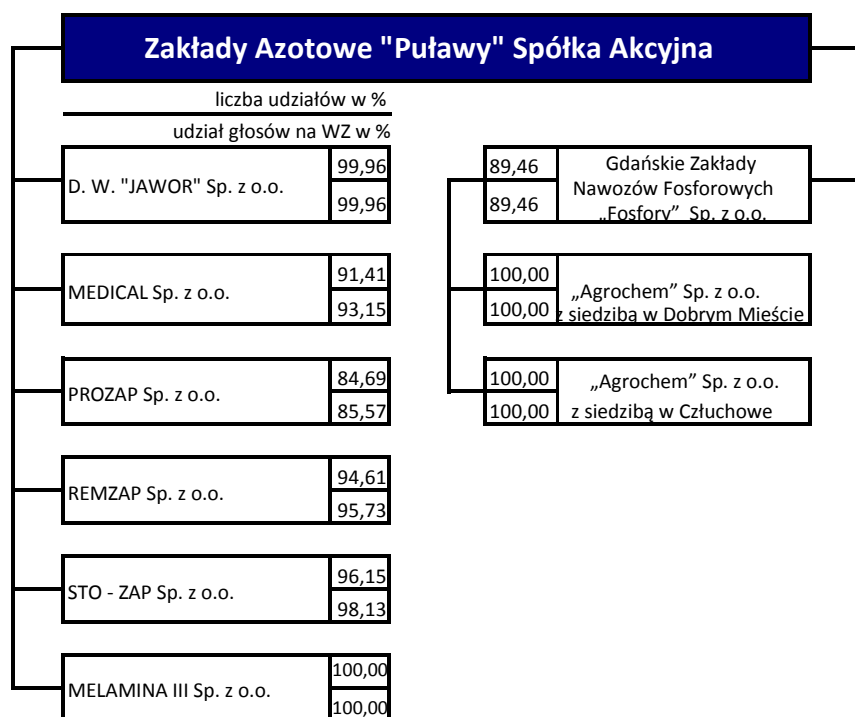 Zakłady Azotowe "Puławy" Spółka Akcyjna
liczba udziałów w %
udział głosów na WZ w %
D. W. "JAWOR" Sp. z o.o.
99,96
99,96
MEDICAL Sp. z o.o.
91,41
93,15
PROZAP Sp. z o.o.
84,69
85,57
REMZAP Sp. z o.o.
94,61
95,73
STO - ZAP Sp. z o.o.
96,15
98,13
MELAMINA III Sp. z o.o.
100,00
100,00
89,46
89,46
Gdańskie Zakłady
Nawozów Fosforowych
„Fosfory” Sp. z o.o.
100,00
100,00
„Agrochem” Sp. z o.o.
z siedzibą w Dobrym Mieście
100,00
100,00
„Agrochem” Sp. z o.o.
z siedzibą w Człuchowe